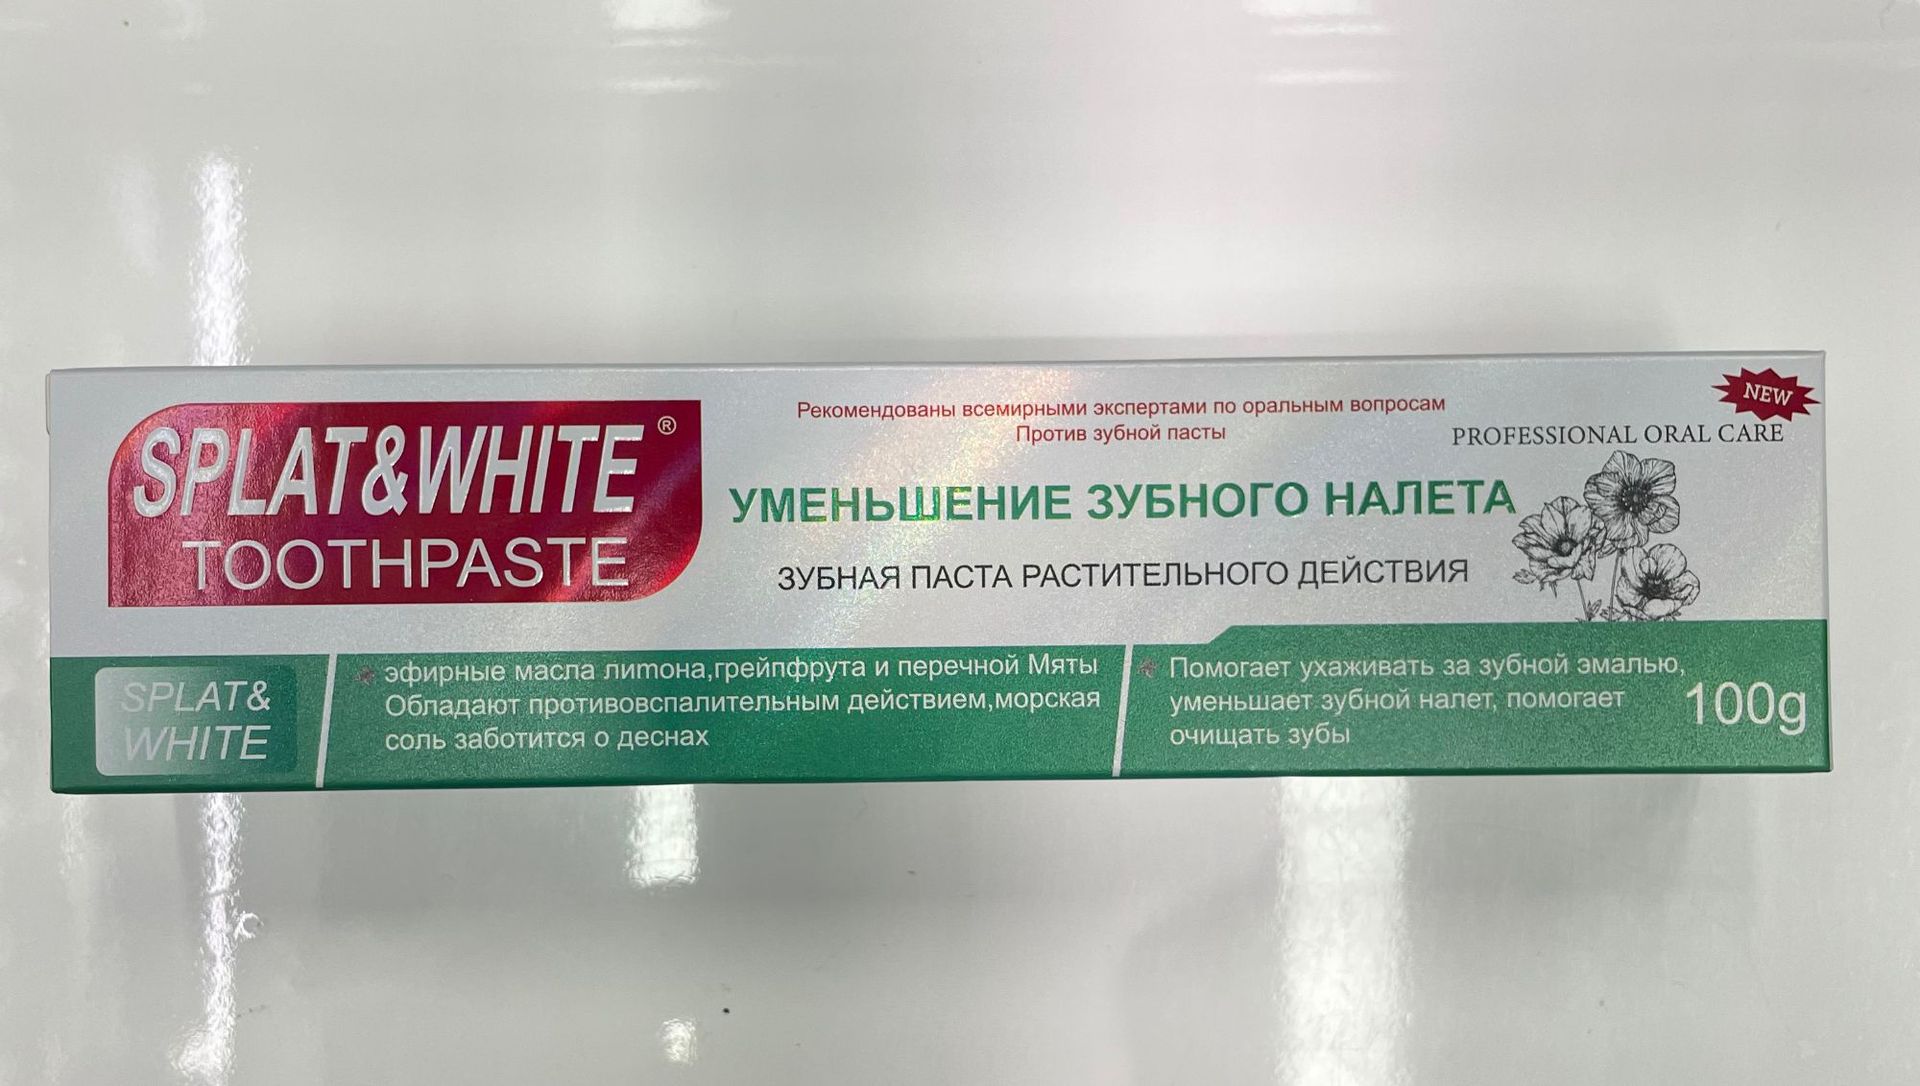 SPLAT&WHITE®
TOOTHPASTE
Рекомендованы всемирными экспертами по оральным вопросам
Против зубной пасты
NEW
PROFESSIONAL ORAL CARE
УМЕНЬШЕНИЕ ЗУБНОГО НАЛЕТА
ЗУБНАЯ ПАСТА РАСТИТЕЛЬНОГО ДЕЙСТВИЯ
SPLAT&
WHITE
эфирные масла лиmона,грейпфрута и перечной Мяты
Обладают противовспалительным действием,морская
соль заботится о деснах
Помогает ухаживать за зубной эмалью,
уменьшает зубной налет, помогает
очищать зубы
100g